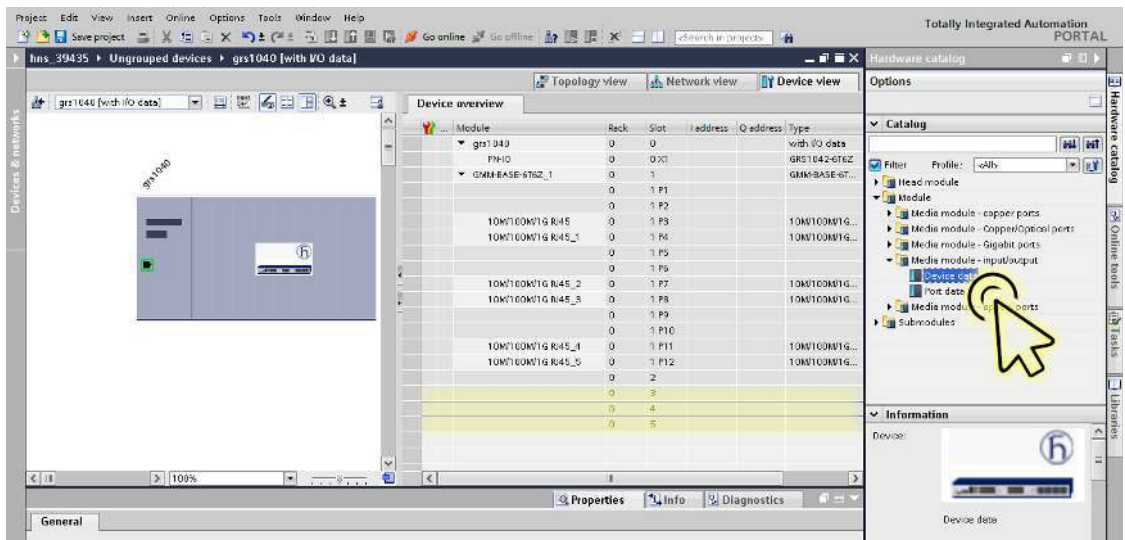 Project Edit View Insert Online Options Tools Window Help
Totally Integrated Automation
PORTAL
Save project Go online Go offline <Search in project>
hns_39435 ▸ Ungrouped devices ▸ grs1040 [with I/O data]
Hardware catalog
Topology view Network view Device view
Options
grs1040 [with I/O data]
Device overview
Module Rack Slot I address Q address Type
grs1040 0 0 with I/O data
PN-IO 0 0 X1 GRS1042-6T6Z
GMM-BASE-6T6Z_1 0 1 GMM-BASE-6T...
0 1 P1
0 1 P2
10M/100M/1G RJ45 0 1 P3 10M/100M/1G...
10M/100M/1G RJ45_1 0 1 P4 10M/100M/1G...
0 1 P5
0 1 P6
10M/100M/1G RJ45_2 0 1 P7 10M/100M/1G...
10M/100M/1G RJ45_3 0 1 P8 10M/100M/1G...
0 1 P9
0 1 P10
10M/100M/1G RJ45_4 0 1 P11 10M/100M/1G...
10M/100M/1G RJ45_5 0 1 P12 10M/100M/1G...
0 2
0 3
0 4
0 5
grs1040
100%
Catalog
Filter Profile: <All>
Head module
Module
Media module - copper ports
Media module - Copper/Optical ports
Media module - Gigabit ports
Media module - input/output
Device data
Port data
Media module ports
Submodules
Information
Device:
Device data
Properties Info Diagnostics
General
Devices & networks
Hardware catalog
Online tools
Tasks
Libraries